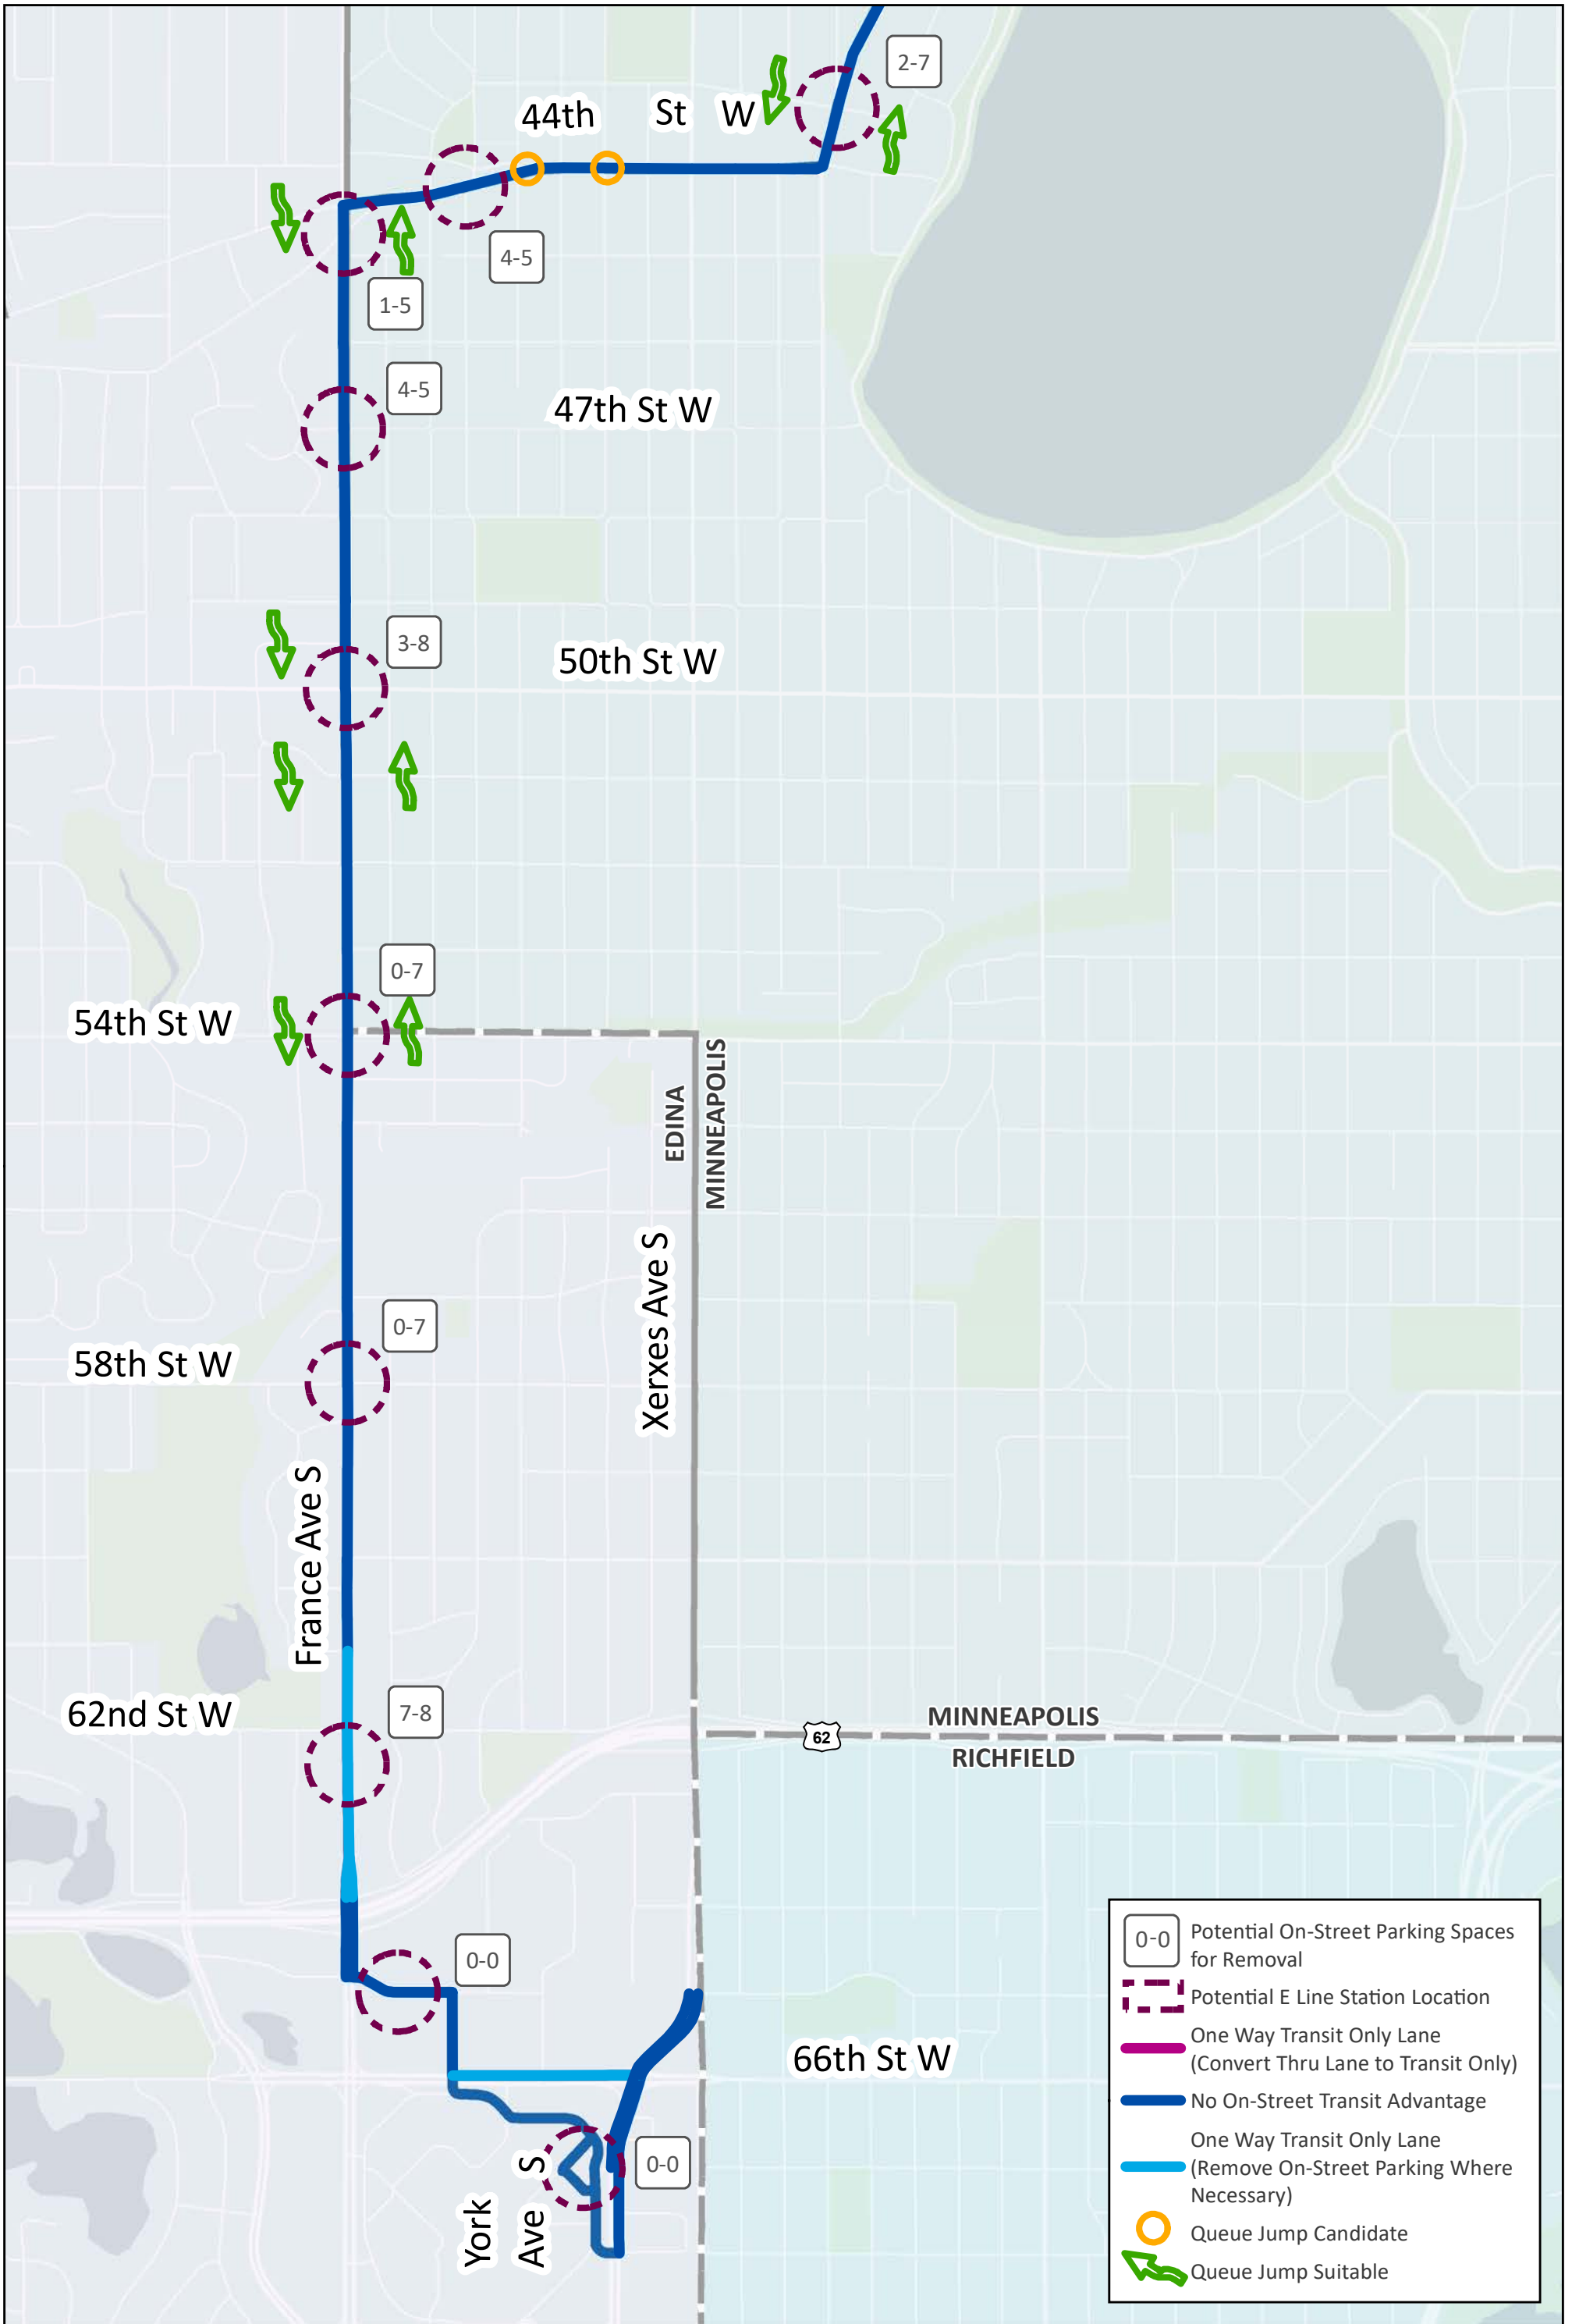 2-7
44th St W
4-5
1-5
4-5
47th St W
3-8
50th St W
0-7
54th St W
EDINA
MINNEAPOLIS
Xerxes Ave S
0-7
58th St W
France Ave S
62nd St W
7-8
MINNEAPOLIS
62
RICHFIELD
0-0
66th St W
0-0
York
Ave S
0-0
Potential On-Street Parking Spaces
for Removal
Potential E Line Station Location
One Way Transit Only Lane
(Convert Thru Lane to Transit Only)
No On-Street Transit Advantage
One Way Transit Only Lane
(Remove On-Street Parking Where
Necessary)
Queue Jump Candidate
Queue Jump Suitable